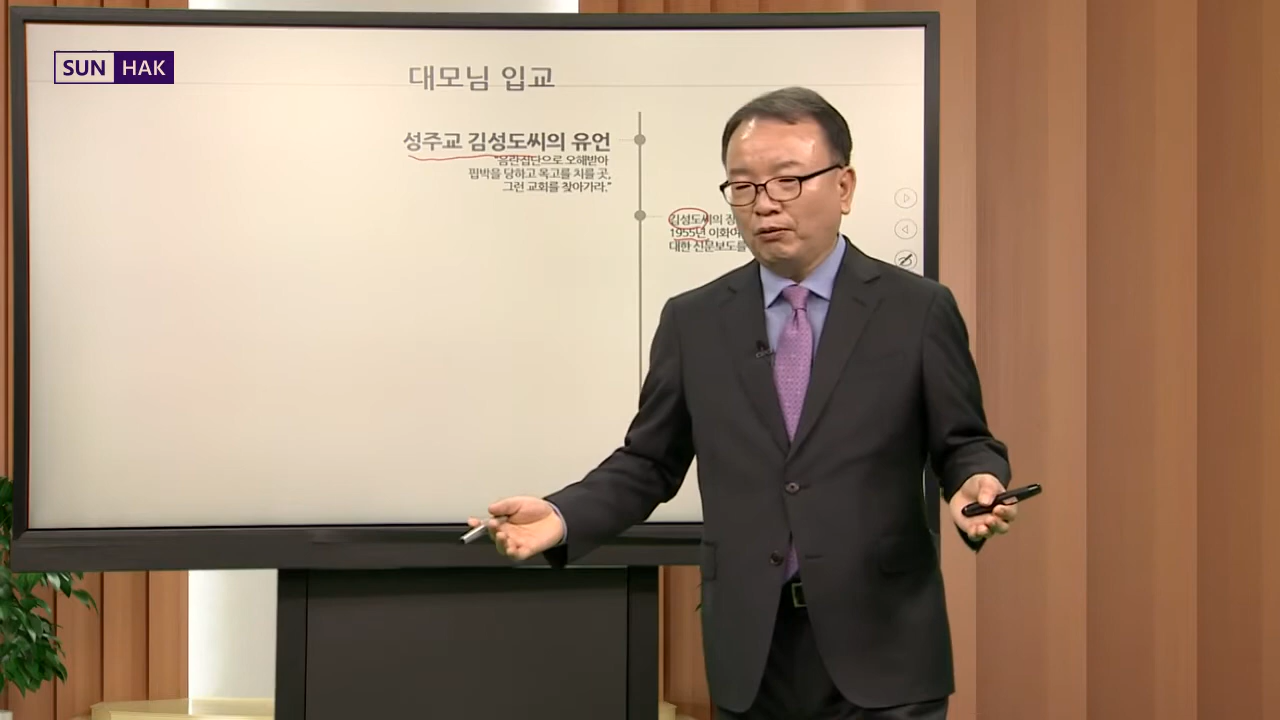 SUN HAK
대모님 입교
성주교 김성도씨의 유언
"음란집단으로 오해받아
핍박을 당하고 옥고를 치를 곳,
그런 교회를 찾아가라."
김성도씨의
1955년
대한 신문보도를